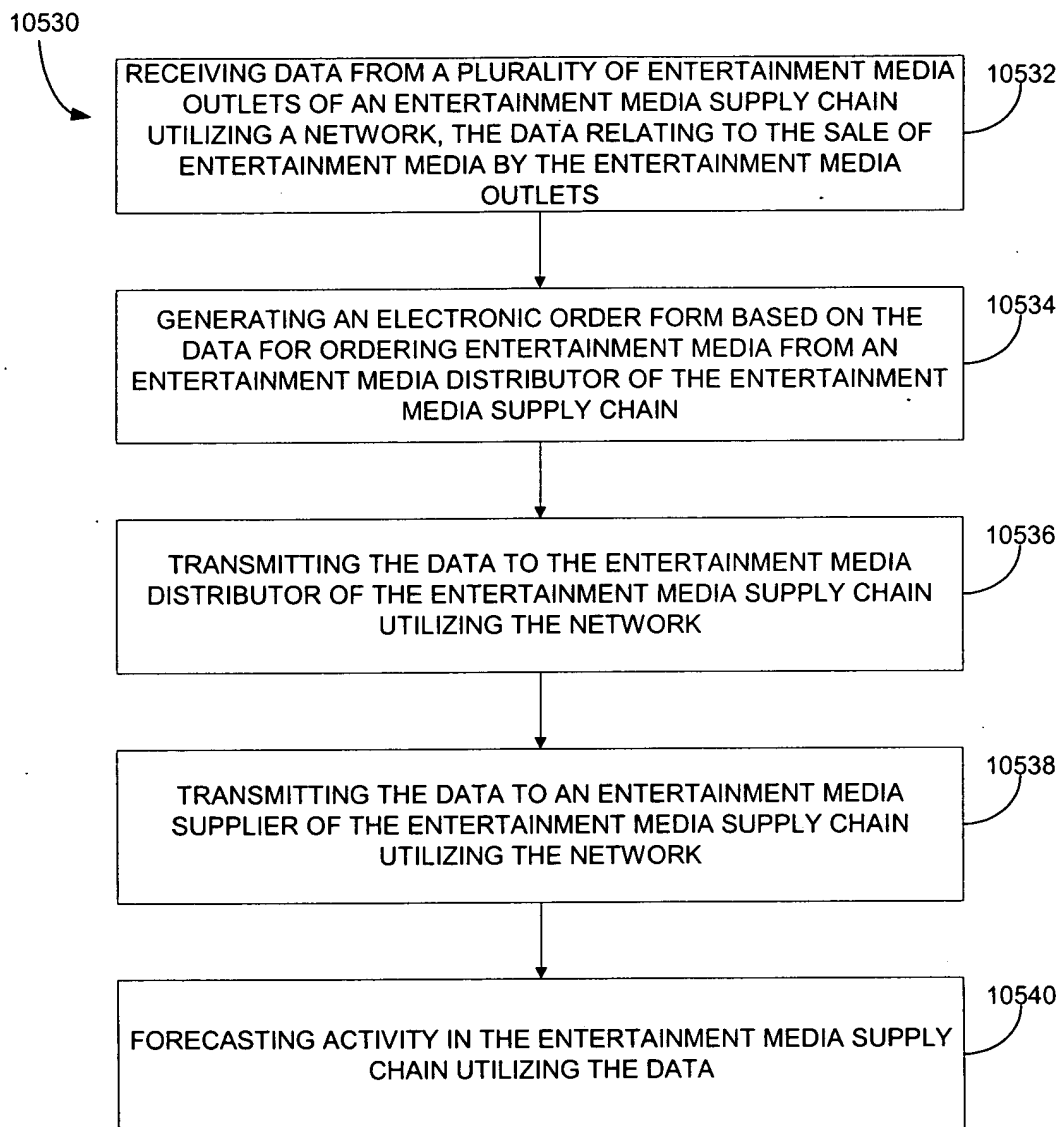 10530
RECEIVING DATA FROM A PLURALITY OF ENTERTAINMENT MEDIA
OUTLETS OF AN ENTERTAINMENT MEDIA SUPPLY CHAIN
UTILIZING A NETWORK, THE DATA RELATING TO THE SALE OF
ENTERTAINMENT MEDIA BY THE ENTERTAINMENT MEDIA
OUTLETS
10532
GENERATING AN ELECTRONIC ORDER FORM BASED ON THE
DATA FOR ORDERING ENTERTAINMENT MEDIA FROM AN
ENTERTAINMENT MEDIA DISTRIBUTOR OF THE ENTERTAINMENT
MEDIA SUPPLY CHAIN
10534
TRANSMITTING THE DATA TO THE ENTERTAINMENT MEDIA
DISTRIBUTOR OF THE ENTERTAINMENT MEDIA SUPPLY CHAIN
UTILIZING THE NETWORK
10536
TRANSMITTING THE DATA TO AN ENTERTAINMENT MEDIA
SUPPLIER OF THE ENTERTAINMENT MEDIA SUPPLY CHAIN
UTILIZING THE NETWORK
10538
FORECASTING ACTIVITY IN THE ENTERTAINMENT MEDIA SUPPLY
CHAIN UTILIZING THE DATA
10540